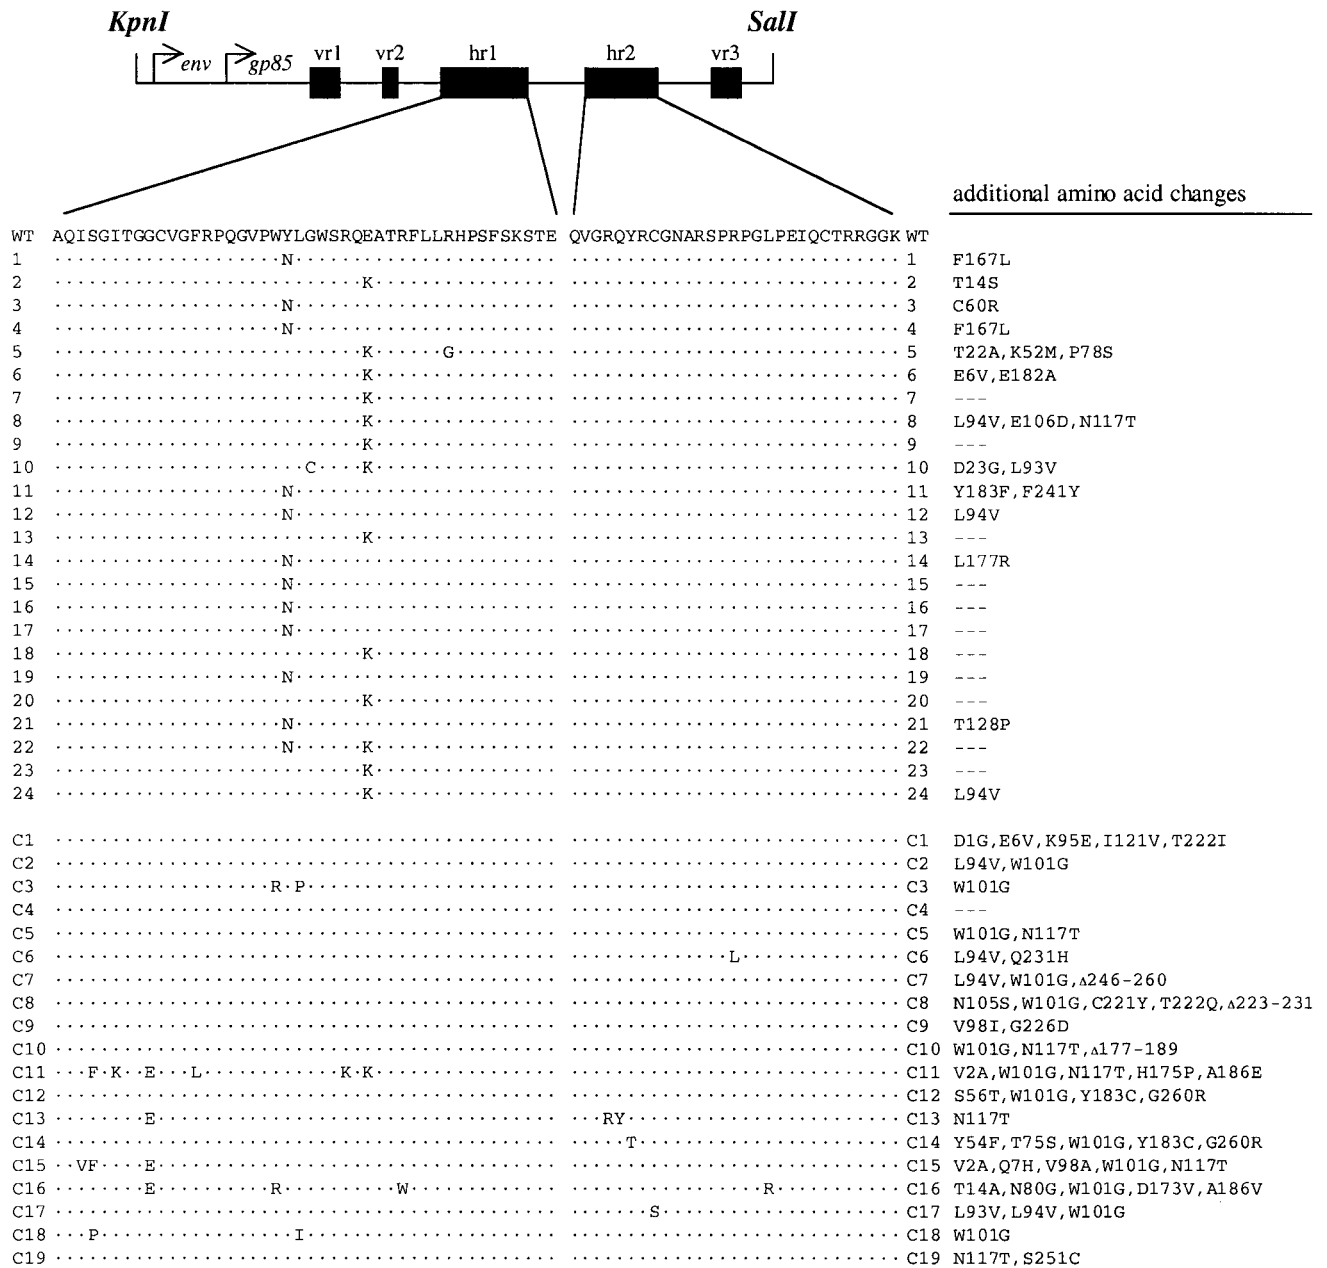 KpnI SalI
env gp85 vr1 vr2 hr1 hr2 vr3
additional amino acid changes
WT AQISGITGGCVGFRPQGVPWYLGWSRQEATRFLLRHPSFSKSTE QVGRQYRCGNARSPRPGLPEIQCTRRGGK WT
1 ····················N······················· ····························· 1 F167L
2 ···························K················ ····························· 2 T14S
3 ····················N······················· ····························· 3 C60R
4 ····················N······················· ····························· 4 F167L
5 ···························K······G········· ····························· 5 T22A,K52M,P78S
6 ···························K················ ····························· 6 E6V,E182A
7 ···························K················ ····························· 7 ---
8 ···························K················ ····························· 8 L94V,E106D,N117T
9 ···························K················ ····························· 9 ---
10 ······················C····K················ ····························· 10 D23G,L93V
11 ····················N······················· ····························· 11 Y183F,F241Y
12 ····················N······················· ····························· 12 L94V
13 ···························K················ ····························· 13 ---
14 ····················N······················· ····························· 14 L177R
15 ····················N······················· ····························· 15 ---
16 ····················N······················· ····························· 16 ---
17 ····················N······················· ····························· 17 ---
18 ···························K················ ····························· 18 ---
19 ····················N······················· ····························· 19 ---
20 ···························K················ ····························· 20 ---
21 ····················N······················· ····························· 21 T128P
22 ····················N······K················ ····························· 22 ---
23 ···························K················ ····························· 23 ---
24 ···························K················ ····························· 24 L94V
C1 ············································ ····························· C1 D1G,E6V,K95E,I121V,T222I
C2 ············································ ····························· C2 L94V,W101G
C3 ···················R·P······················ ····························· C3 W101G
C4 ············································ ····························· C4 ---
C5 ············································ ····························· C5 W101G,N117T
C6 ············································ ··············L·············· C6 L94V,Q231H
C7 ············································ ····························· C7 L94V,W101G,Δ246-260
C8 ············································ ····························· C8 N105S,W101G,C221Y,T222Q,Δ223-231
C9 ············································ ····························· C9 V98I,G226D
C10 ············································ ····························· C10 W101G,N117T,Δ177-189
C11 ···F·K··E···L············K·K················ ····························· C11 V2A,W101G,N117T,H175P,A186E
C12 ············································ ····························· C12 S56T,W101G,Y183C,G260R
C13 ········E··································· ···RY························ C13 N117T
C14 ············································ ·····T······················· C14 Y54F,T75S,W101G,Y183C,G260R
C15 ··VF····E··································· ····························· C15 V2A,Q7H,V98A,W101G,N117T
C16 ········E··········R··········W············· ·················R··········· C16 T14A,N80G,W101G,D173V,A186V
C17 ············································ ·······S····················· C17 L93V,L94V,W101G
C18 ···P·················I······················ ····························· C18 W101G
C19 ············································ ····························· C19 N117T,S251C